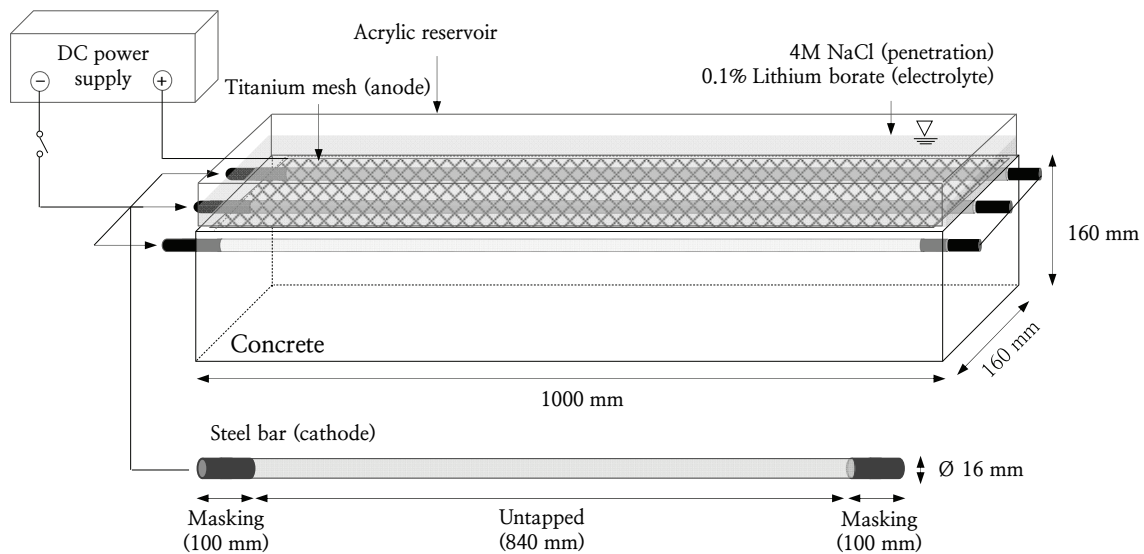 DC power
supply
−
+
Acrylic reservoir
4M NaCl (penetration)
0.1% Lithium borate (electrolyte)
Titanium mesh (anode)
160 mm
160 mm
Concrete
1000 mm
Steel bar (cathode)
Ø 16 mm
Masking
(100 mm)
Untapped
(840 mm)
Masking
(100 mm)